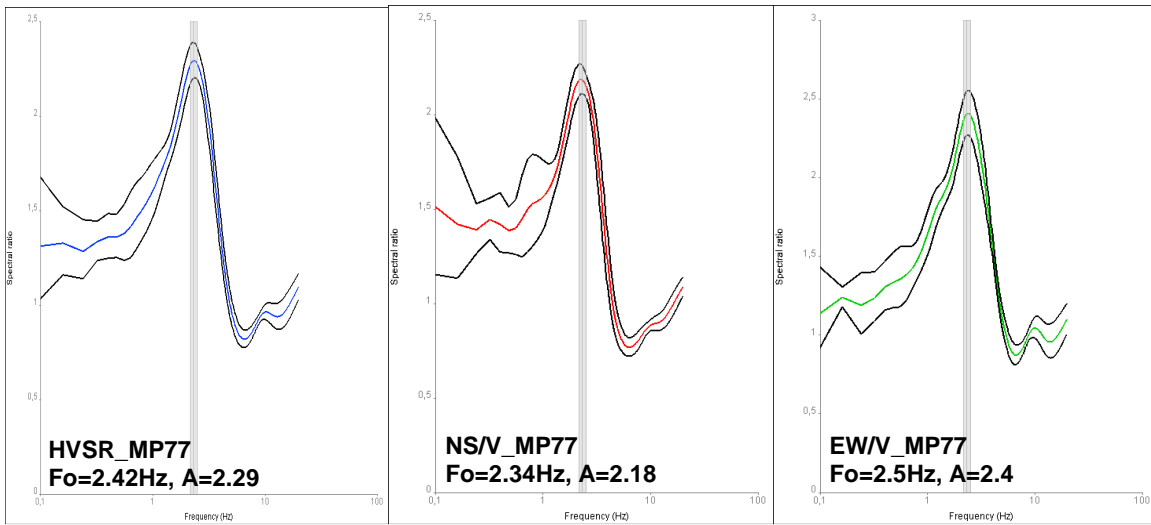 2,5
2
1,5
1
0,5
0
Spectral ratio
0,1
1
10
100
Frequency (Hz)
HVSR_MP77
Fo=2.42Hz, A=2.29
2,5
2
1,5
1
0,5
0
Spectral ratio
0,1
1
10
100
Frequency (Hz)
NS/V_MP77
Fo=2.34Hz, A=2.18
3
2,5
2
1,5
1
0,5
0
Spectral ratio
0,1
1
10
100
Frequency (Hz)
EW/V_MP77
Fo=2.5Hz, A=2.4